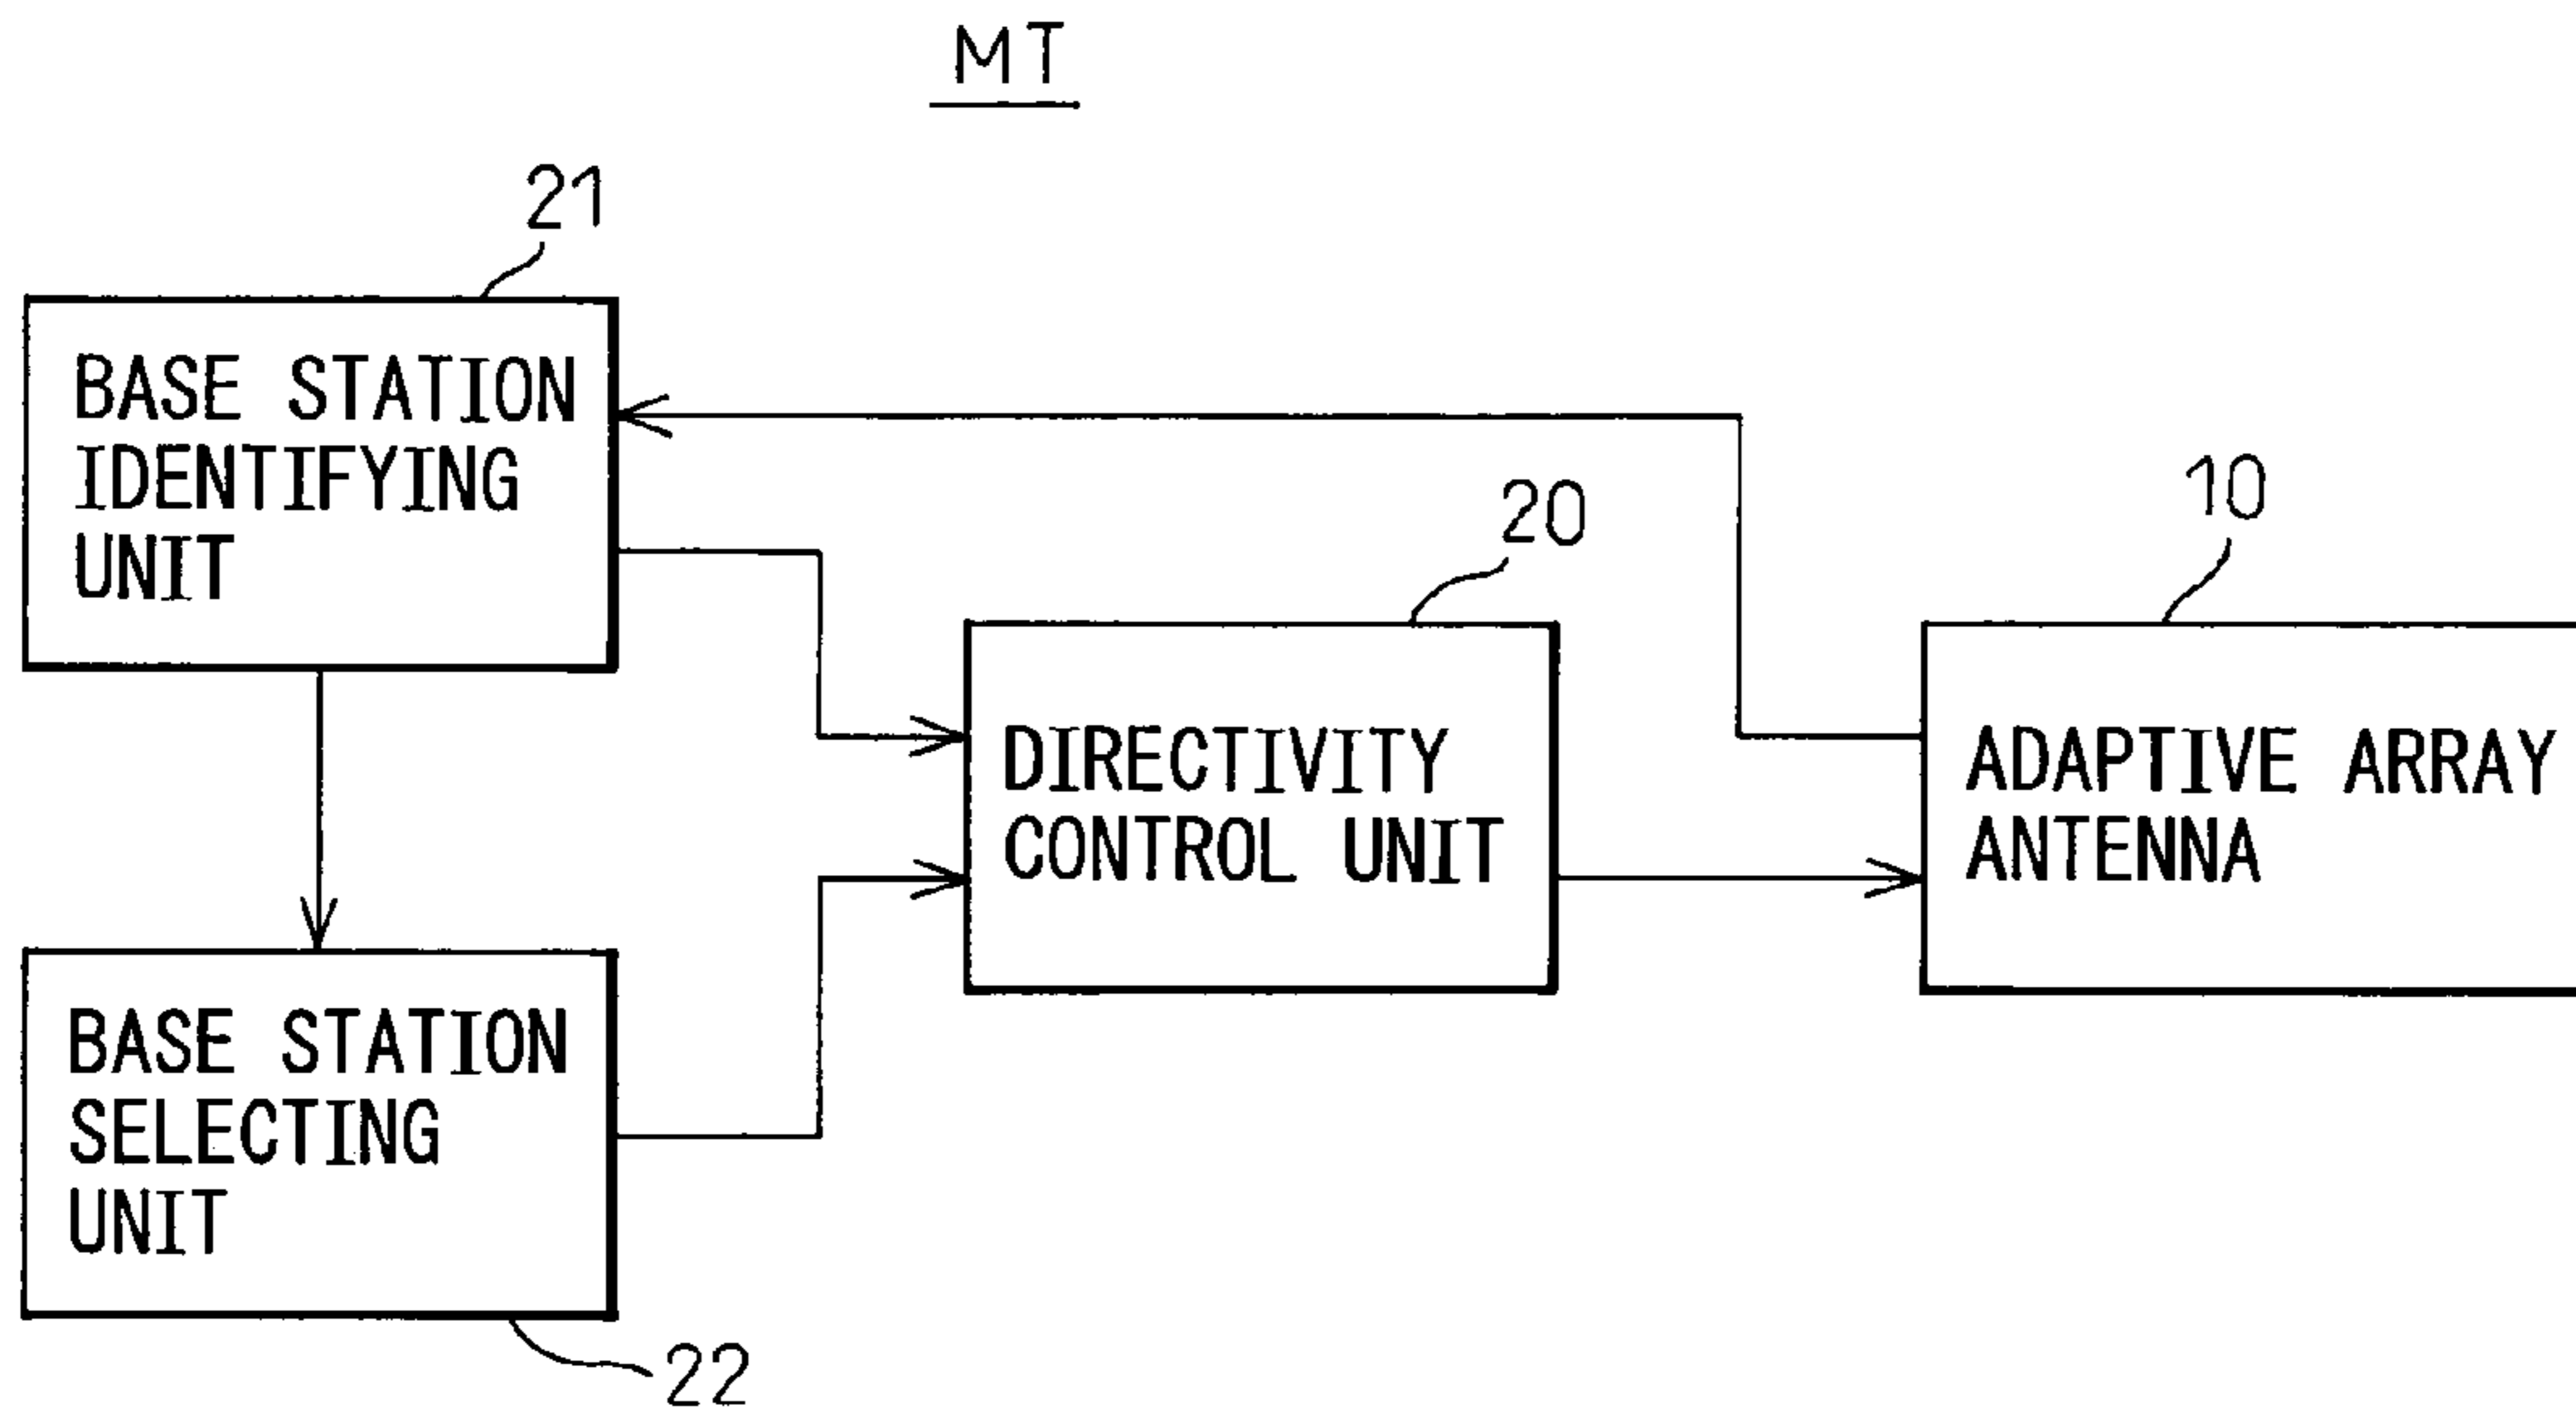 MT
21
BASE STATION
IDENTIFYING
UNIT
20
DIRECTIVITY
CONTROL UNIT
10
ADAPTIVE ARRAY
ANTENNA
BASE STATION
SELECTING
UNIT
22